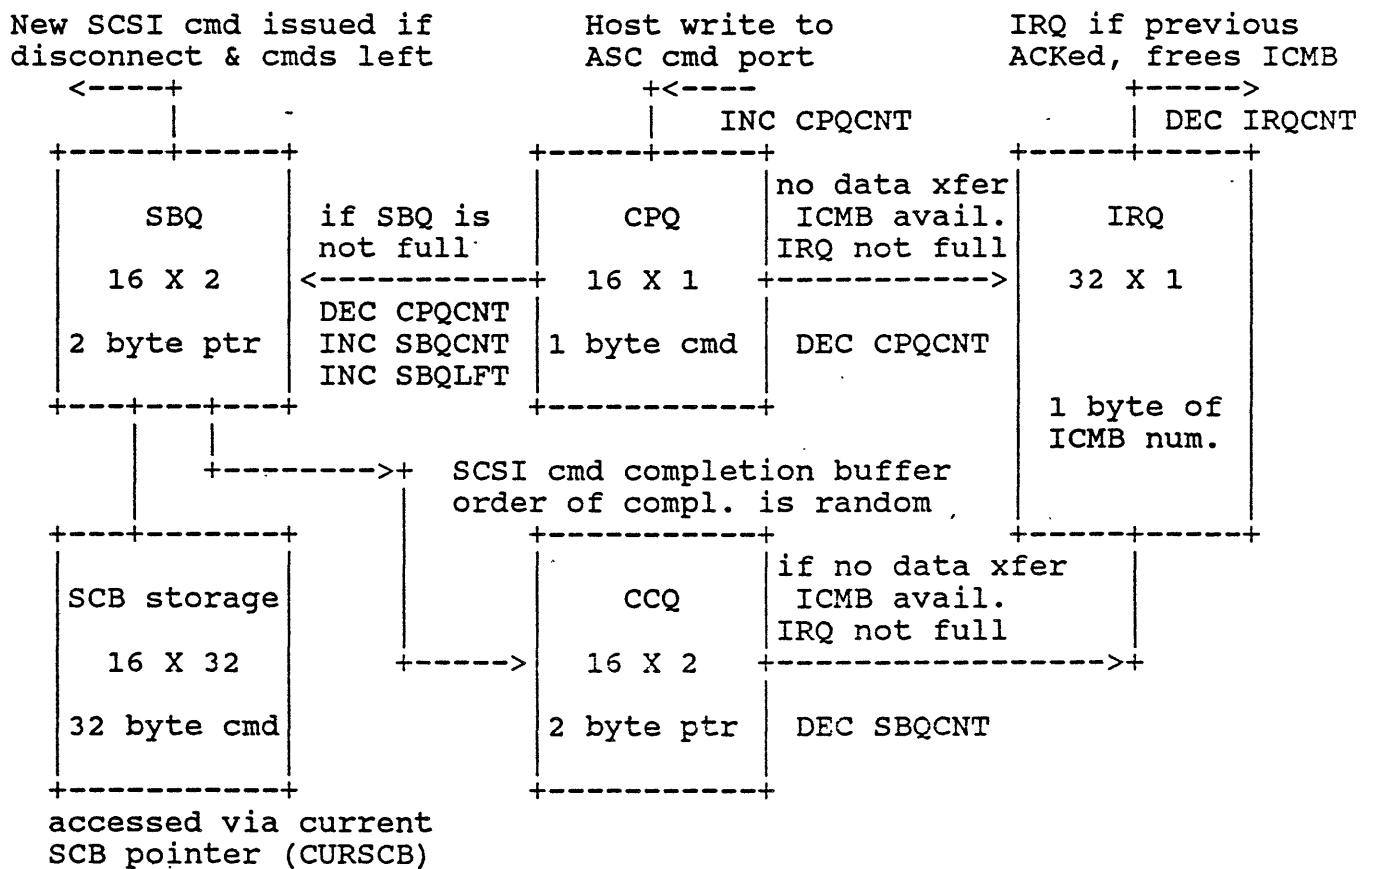 New SCSI cmd issued if
disconnect & cmds left
Host write to
ASC cmd port
IRQ if previous
ACKed, frees ICMB
INC CPQCNT
DEC IRQCNT
SBQ
16 X 2
2 byte ptr
if SBQ is
not full
DEC CPQCNT
INC SBQCNT
INC SBQLFT
CPQ
16 X 1
1 byte cmd
no data xfer
ICMB avail.
IRQ not full
DEC CPQCNT
IRQ
32 X 1
1 byte of
ICMB num.
SCSI cmd completion buffer
order of compl. is random
SCB storage
16 X 32
32 byte cmd
CCQ
16 X 2
2 byte ptr
if no data xfer
ICMB avail.
IRQ not full
DEC SBQCNT
accessed via current
SCB pointer (CURSCB)